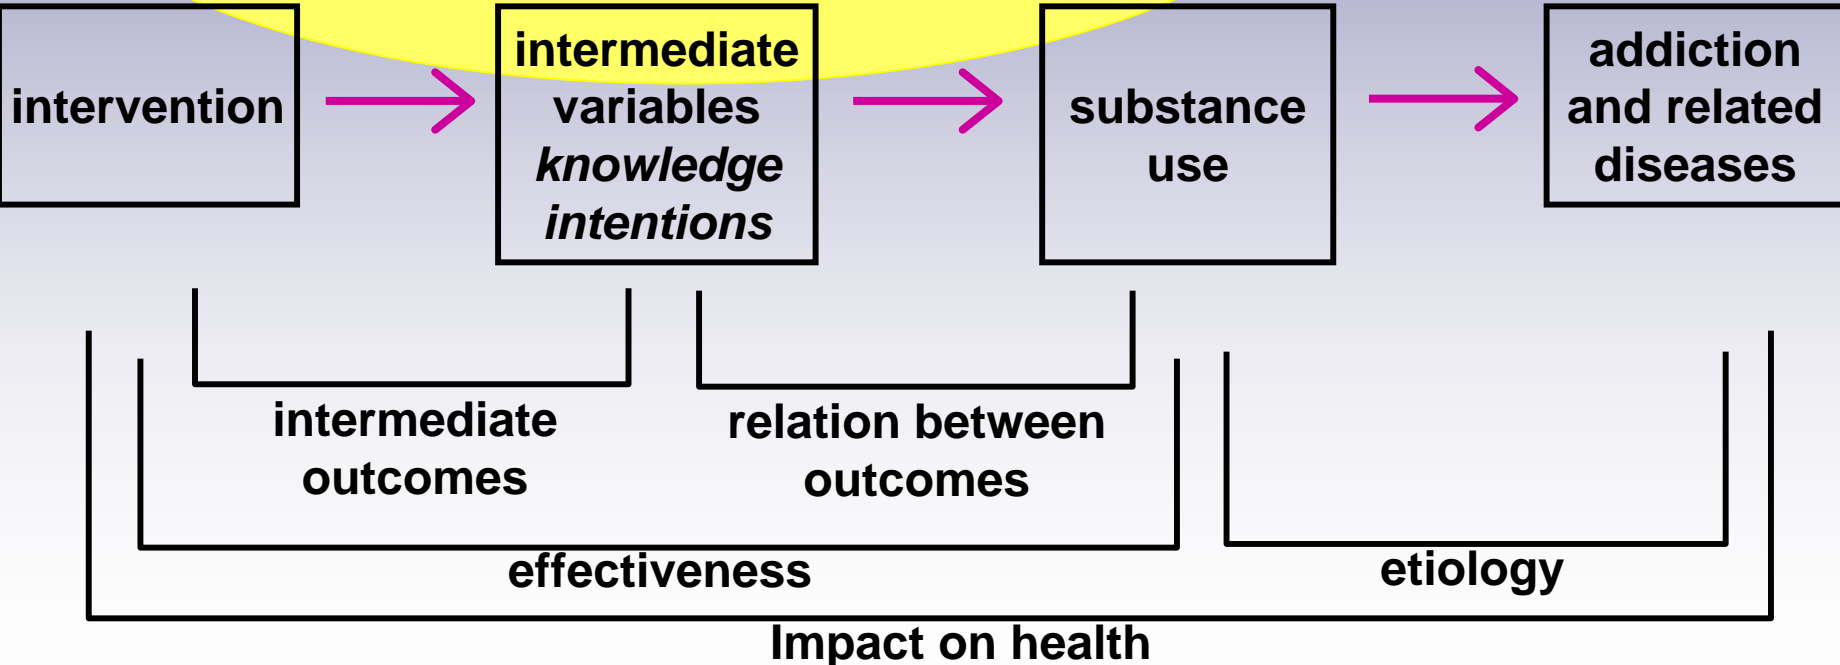 intervention
intermediate
variables
knowledge
intentions
substance
use
addiction
and related
diseases
intermediate
outcomes
relation between
outcomes
effectiveness
etiology
Impact on health